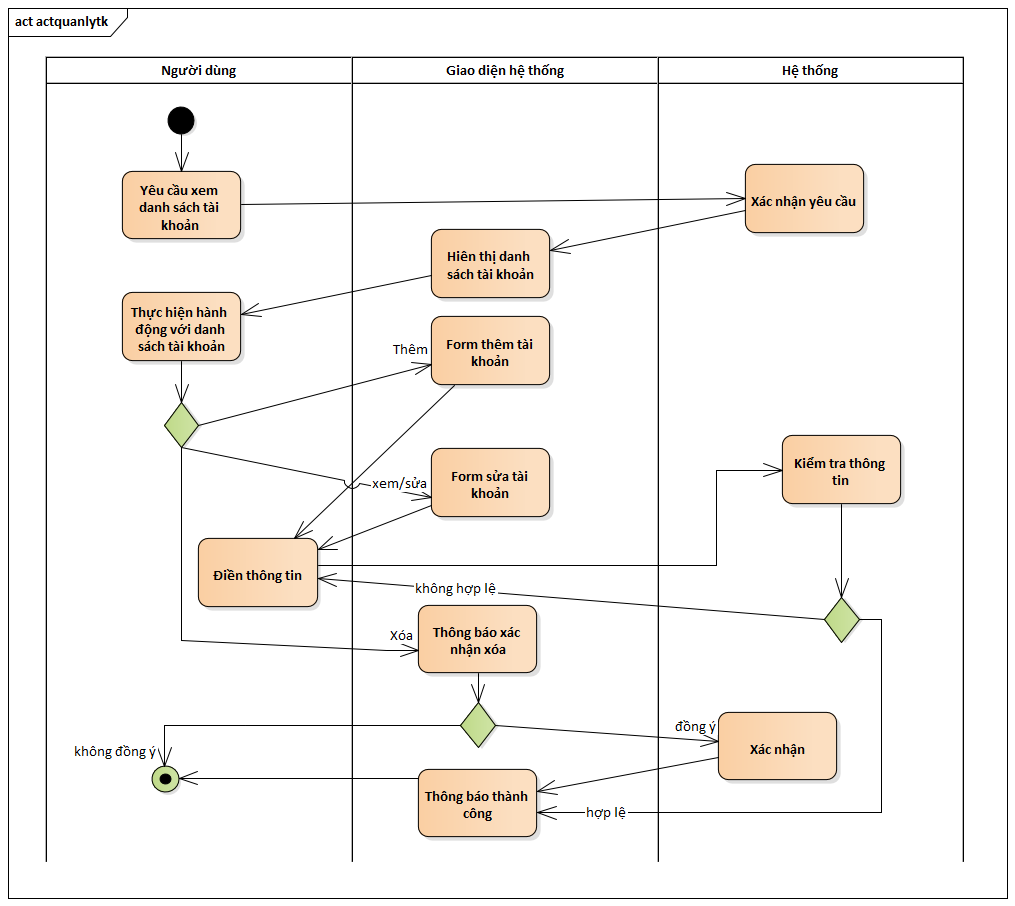 act actquanlytk
Người dùng
Giao diện hệ thống
Hệ thống
Yêu cầu xem
danh sách tài
khoản
Xác nhận yêu cầu
Hiên thị danh
sách tài khoản
Thực hiện hành
động với danh
sách tài khoản
Thêm
Form thêm tài
khoản
xem/sửa
Form sửa tài
khoản
Kiểm tra thông
tin
Điền thông tin
không hợp lệ
Xóa
Thông báo xác
nhận xóa
đồng ý
Xác nhận
không đồng ý
Thông báo thành
công
hợp lệ